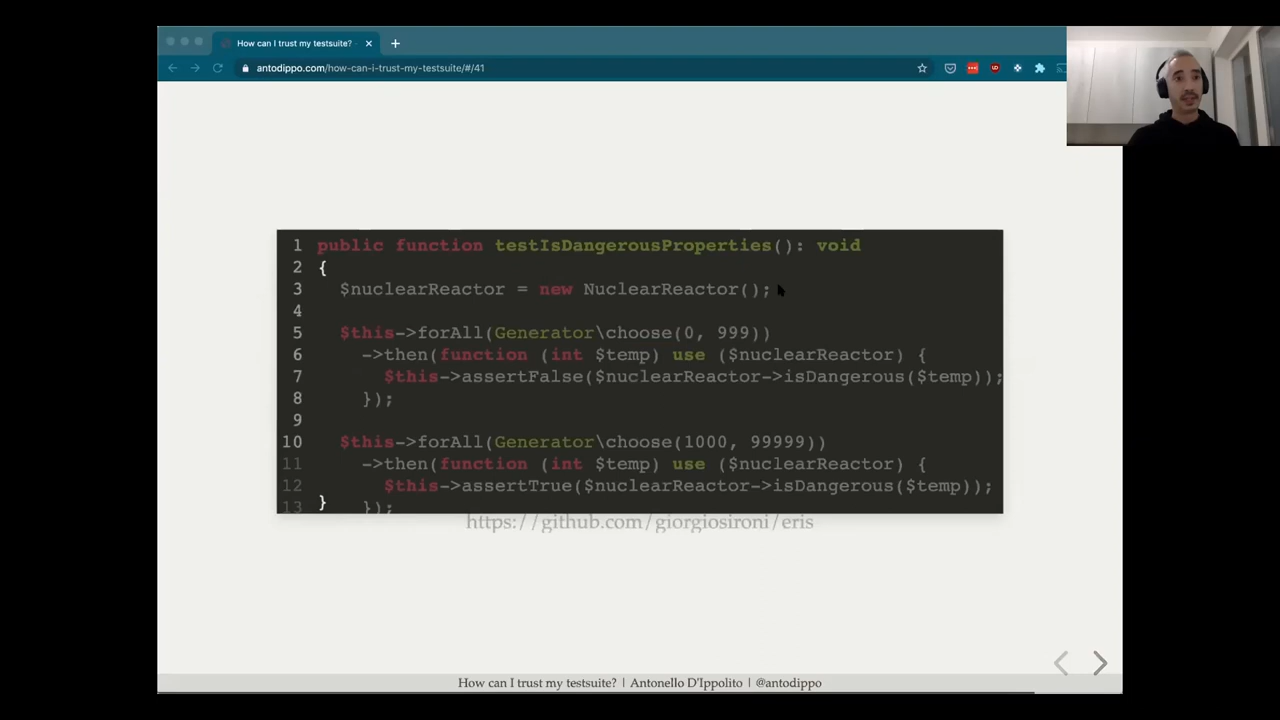 How can I trust my testsuite?
antodippo.com/how-can-i-trust-my-testsuite/#/41
1 public function testIsDangerousProperties(): void
2 {
3 $nuclearReactor = new NuclearReactor();
4
5 $this->forAll(Generator\choose(0, 999))
6 ->then(function (int $temp) use ($nuclearReactor) {
7 $this->assertFalse($nuclearReactor->isDangerous($temp));
8 });
9
10 $this->forAll(Generator\choose(1000, 99999))
11 ->then(function (int $temp) use ($nuclearReactor) {
12 $this->assertTrue($nuclearReactor->isDangerous($temp));
13 });
}
https://github.com/giorgiosironi/eris
How can I trust my testsuite? | Antonello D'Ippolito | @antodippo